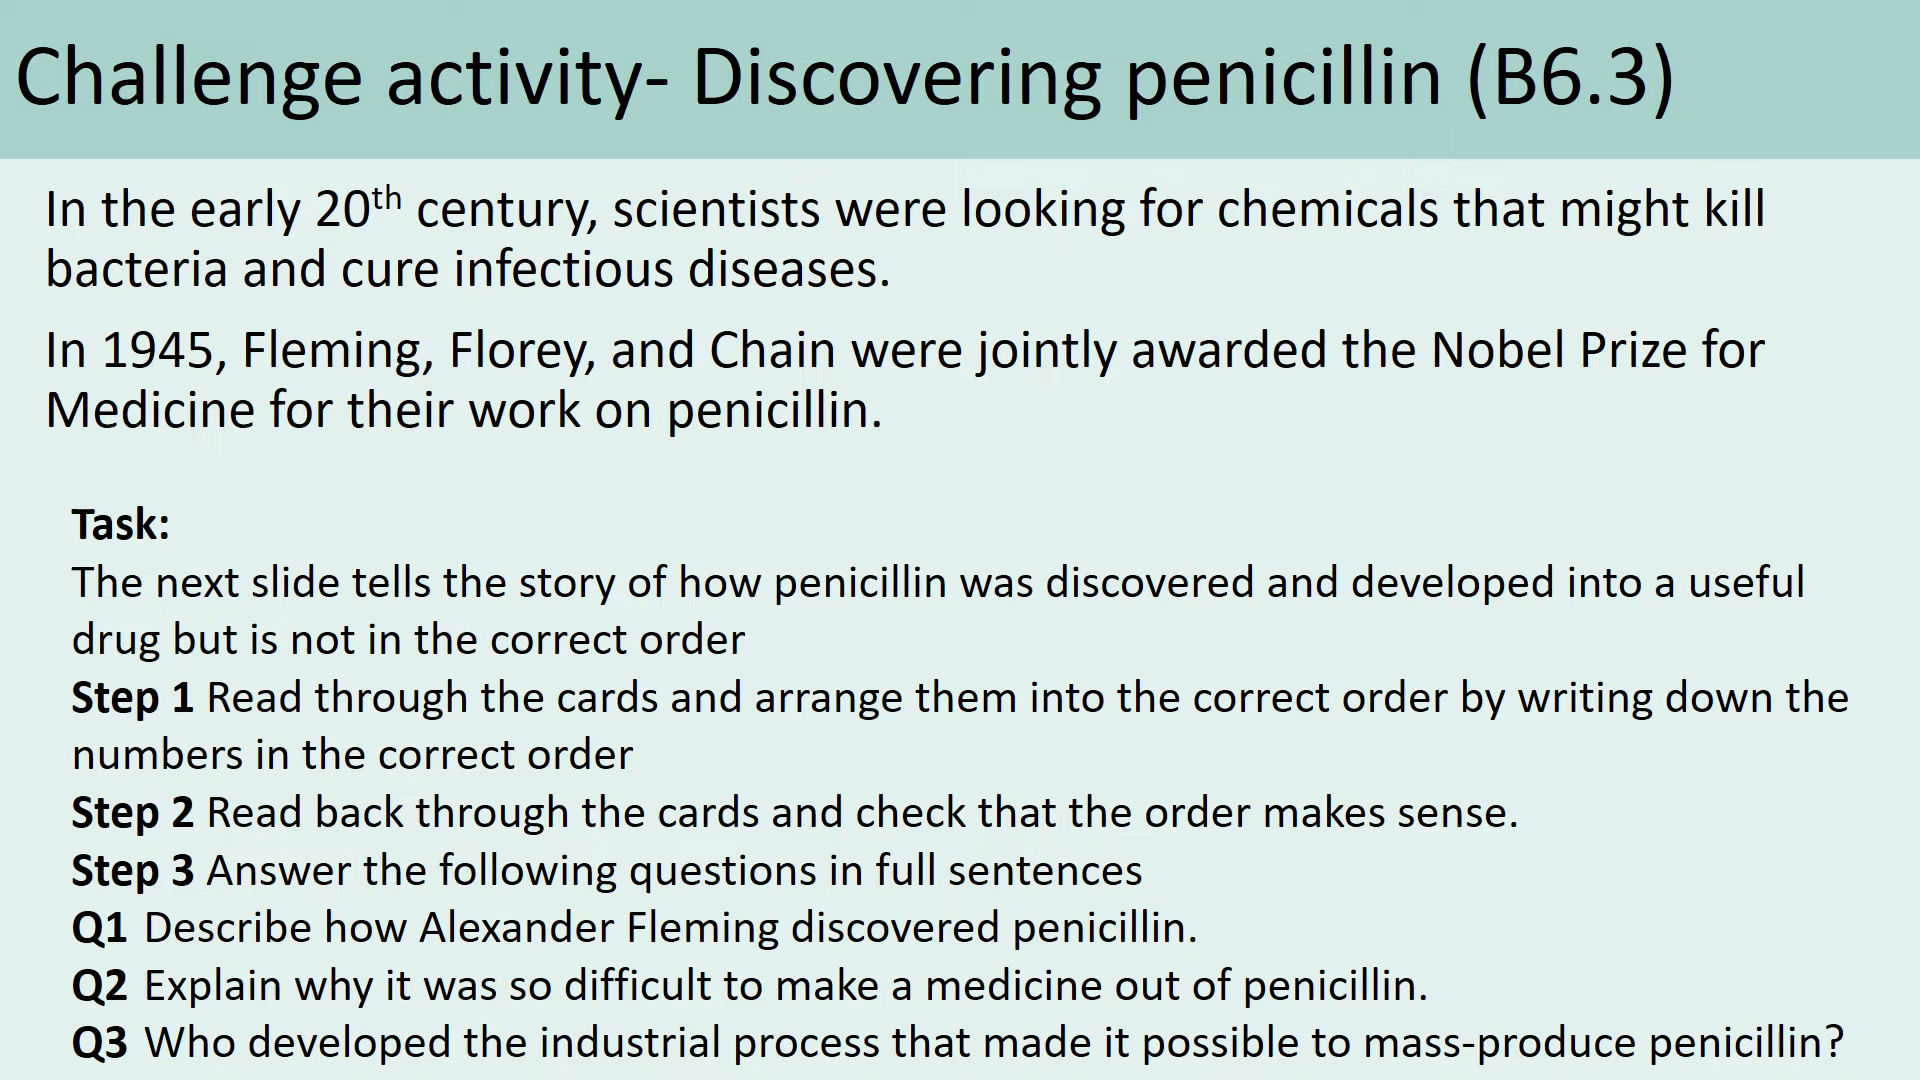 Challenge activity- Discovering penicillin (B6.3)
In the early 20th century, scientists were looking for chemicals that might kill
bacteria and cure infectious diseases.
In 1945, Fleming, Florey, and Chain were jointly awarded the Nobel Prize for
Medicine for their work on penicillin.
Task:
The next slide tells the story of how penicillin was discovered and developed into a useful
drug but is not in the correct order
Step 1 Read through the cards and arrange them into the correct order by writing down the
numbers in the correct order
Step 2 Read back through the cards and check that the order makes sense.
Step 3 Answer the following questions in full sentences
Q1 Describe how Alexander Fleming discovered penicillin.
Q2 Explain why it was so difficult to make a medicine out of penicillin.
Q3 Who developed the industrial process that made it possible to mass-produce penicillin?